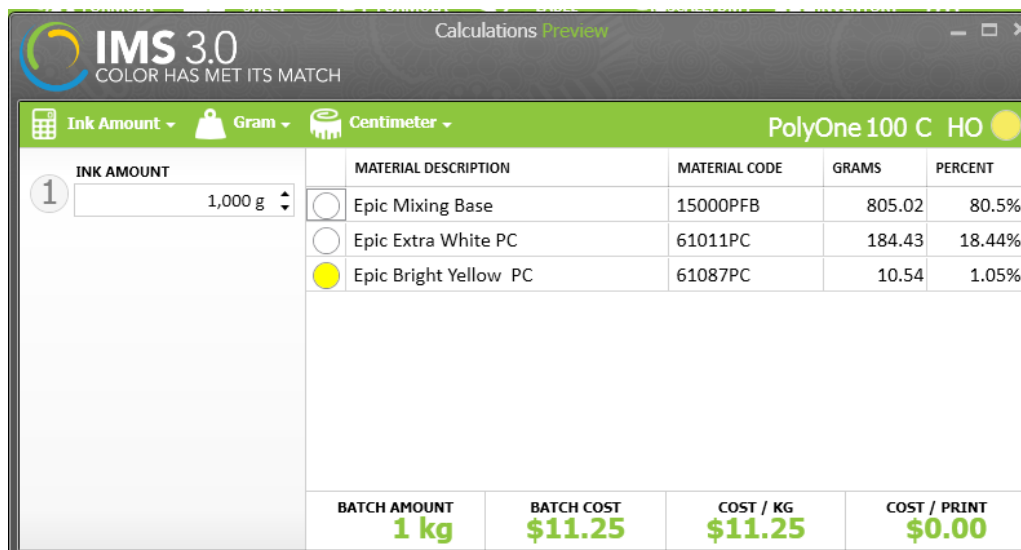 Calculations Preview
IMS 3.0
COLOR HAS MET ITS MATCH
Ink Amount Gram Centimeter PolyOne 100 C HO
INK AMOUNT
1 1,000 g
MATERIAL DESCRIPTION MATERIAL CODE GRAMS PERCENT
Epic Mixing Base 15000PFB 805.02 80.5%
Epic Extra White PC 61011PC 184.43 18.44%
Epic Bright Yellow PC 61087PC 10.54 1.05%
BATCH AMOUNT BATCH COST COST / KG COST / PRINT
1 kg $11.25 $11.25 $0.00